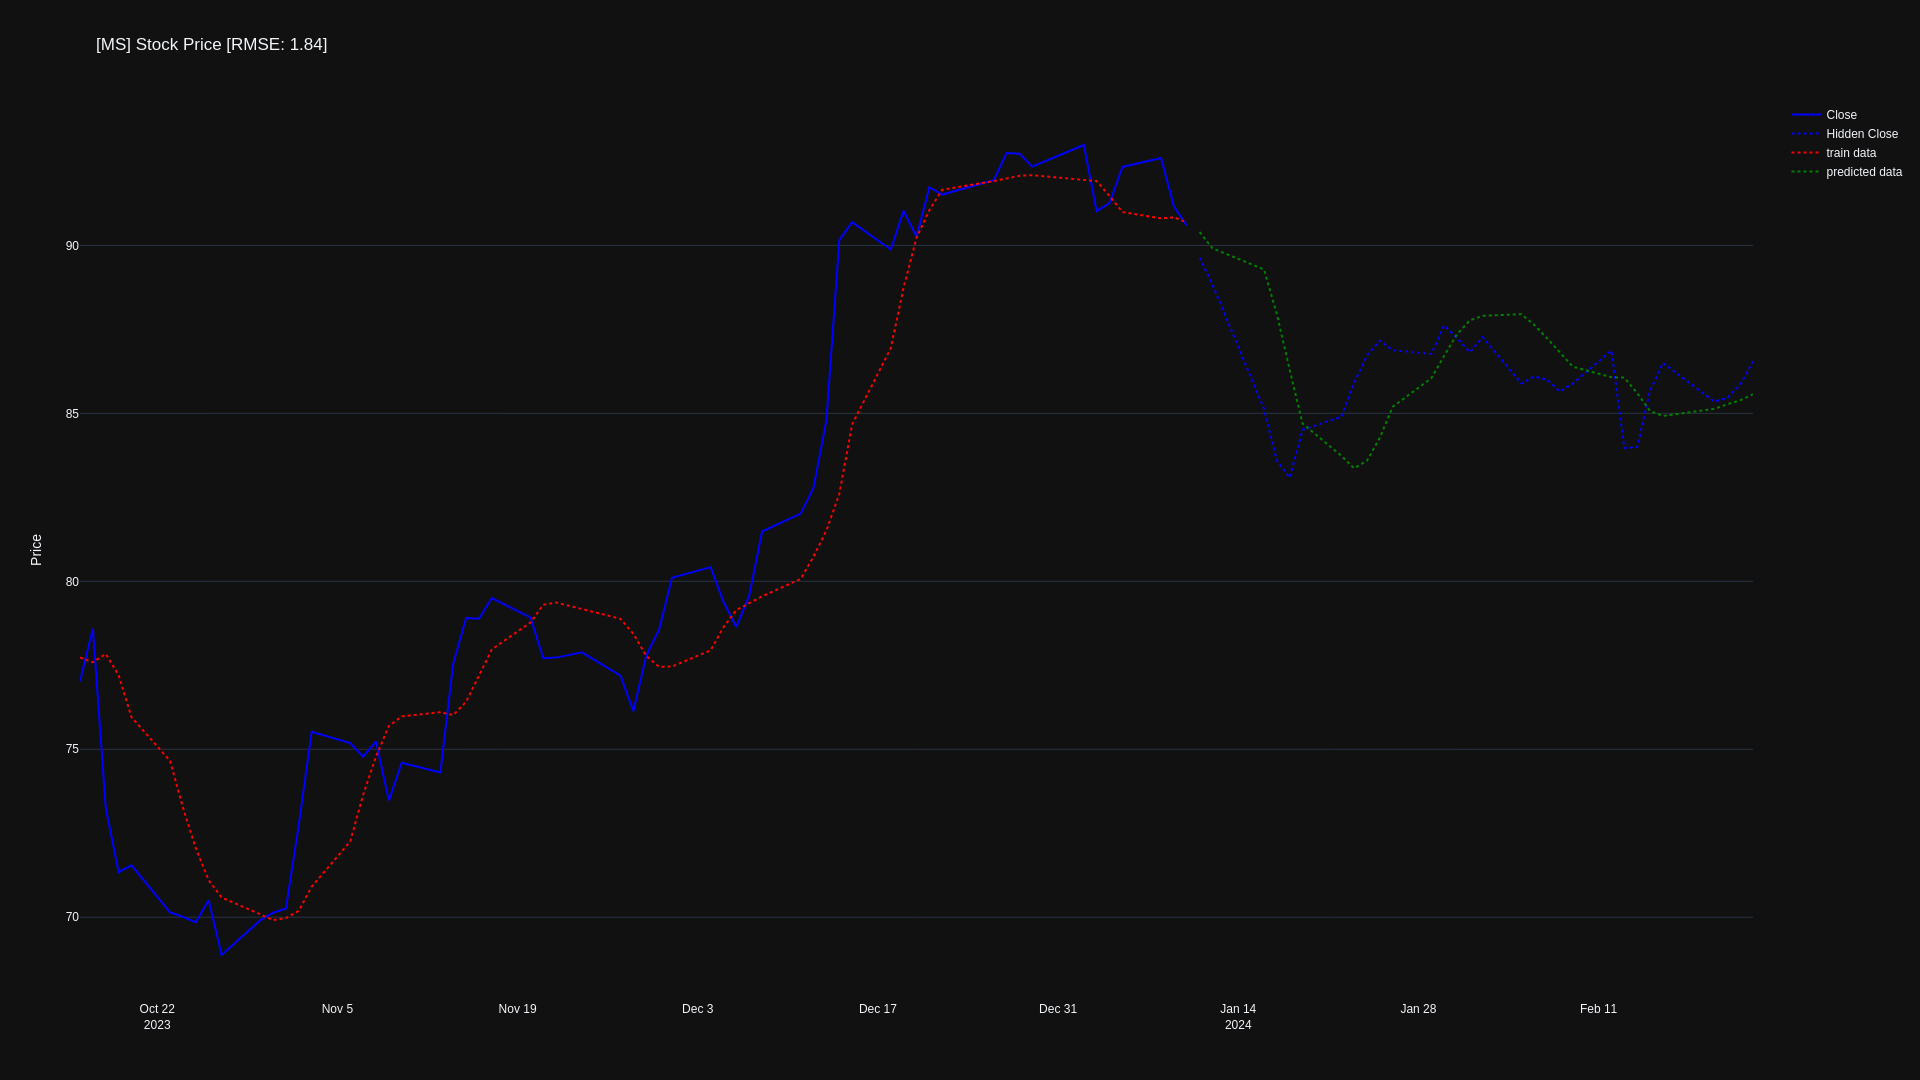 [MS] Stock Price [RMSE: 1.84]
Close
Hidden Close
train data
predicted data
90
85
80
75
70
Price
Oct 22
2023
Nov 5
Nov 19
Dec 3
Dec 17
Dec 31
Jan 14
2024
Jan 28
Feb 11